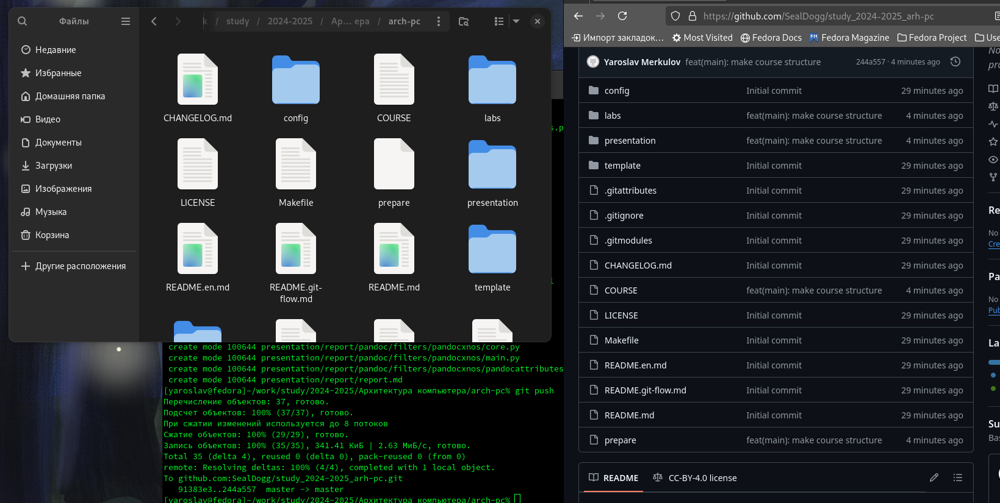 Файлы
k / study / 2024-2025 / Ap... epa / arch-pc
Недавние
Избранные
Домашняя папка
Видео
Документы
Загрузки
Изображения
Музыка
Корзина
Другие расположения
CHANGELOG.md
config
COURSE
labs
LICENSE
Makefile
prepare
presentation
README.en.md
README.git-
flow.md
README.md
template
s.p
create mode 100644 presentation/report/pandoc/filters/pandocxnos/core.py
create mode 100644 presentation/report/pandoc/filters/pandocxnos/main.py
create mode 100644 presentation/report/pandoc/filters/pandocxnos/pandocattributes
create mode 100644 presentation/report/report.md
[yaroslav@fedora]~/work/study/2024-2025/Архитектура компьютера/arch-pc% git push
Перечисление объектов: 37, готово.
Подсчет объектов: 100% (37/37), готово.
При сжатии изменений используется до 8 потоков
Сжатие объектов: 100% (29/29), готово.
Запись объектов: 100% (35/35), 341.41 КиБ | 2.63 МиБ/с, готово.
Total 35 (delta 4), reused 0 (delta 0), pack-reused 0 (from 0)
remote: Resolving deltas: 100% (4/4), completed with 1 local object.
To github.com:SealDogg/study_2024-2025_arh-pc.git
91383e3..244a557 master -> master
[yaroslav@fedora]~/work/study/2024-2025/Архитектура компьютера/arch-pc%
https://github.com/SealDogg/study_2024-2025_arh-pc
Импорт закладок... Most Visited Fedora Docs Fedora Magazine Fedora Project Use
Yaroslav Merkulov feat(main): make course structure 244a557 · 4 minutes ago
config Initial commit 29 minutes ago
labs feat(main): make course structure 4 minutes ago
presentation feat(main): make course structure 4 minutes ago
template Initial commit 29 minutes ago
.gitattributes Initial commit 29 minutes ago
.gitignore Initial commit 29 minutes ago
.gitmodules Initial commit 29 minutes ago
CHANGELOG.md Initial commit 29 minutes ago
COURSE feat(main): make course structure 4 minutes ago
LICENSE Initial commit 29 minutes ago
Makefile Initial commit 29 minutes ago
README.en.md Initial commit 29 minutes ago
README.git-flow.md Initial commit 29 minutes ago
README.md Initial commit 29 minutes ago
prepare feat(main): make course structure 4 minutes ago
README CC-BY-4.0 license
No
pro
Re
No
Cre
Pa
No
Pub
La
Su
Bas